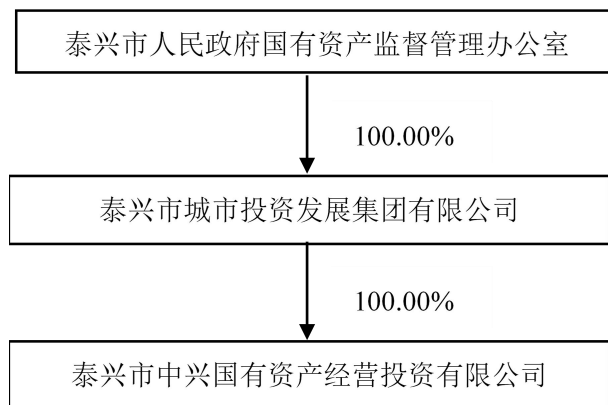 泰兴市人民政府国有资产监督管理办公室
100.00%
泰兴市城市投资发展集团有限公司
100.00%
泰兴市中兴国有资产经营投资有限公司